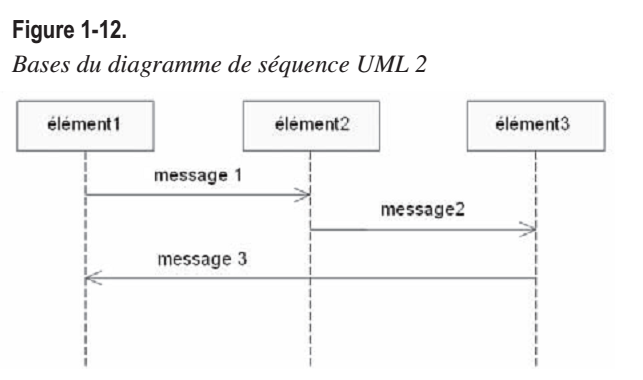 Figure 1-12.
Bases du diagramme de séquence UML 2
élément1 élément2 élément3
message 1
message2
message 3